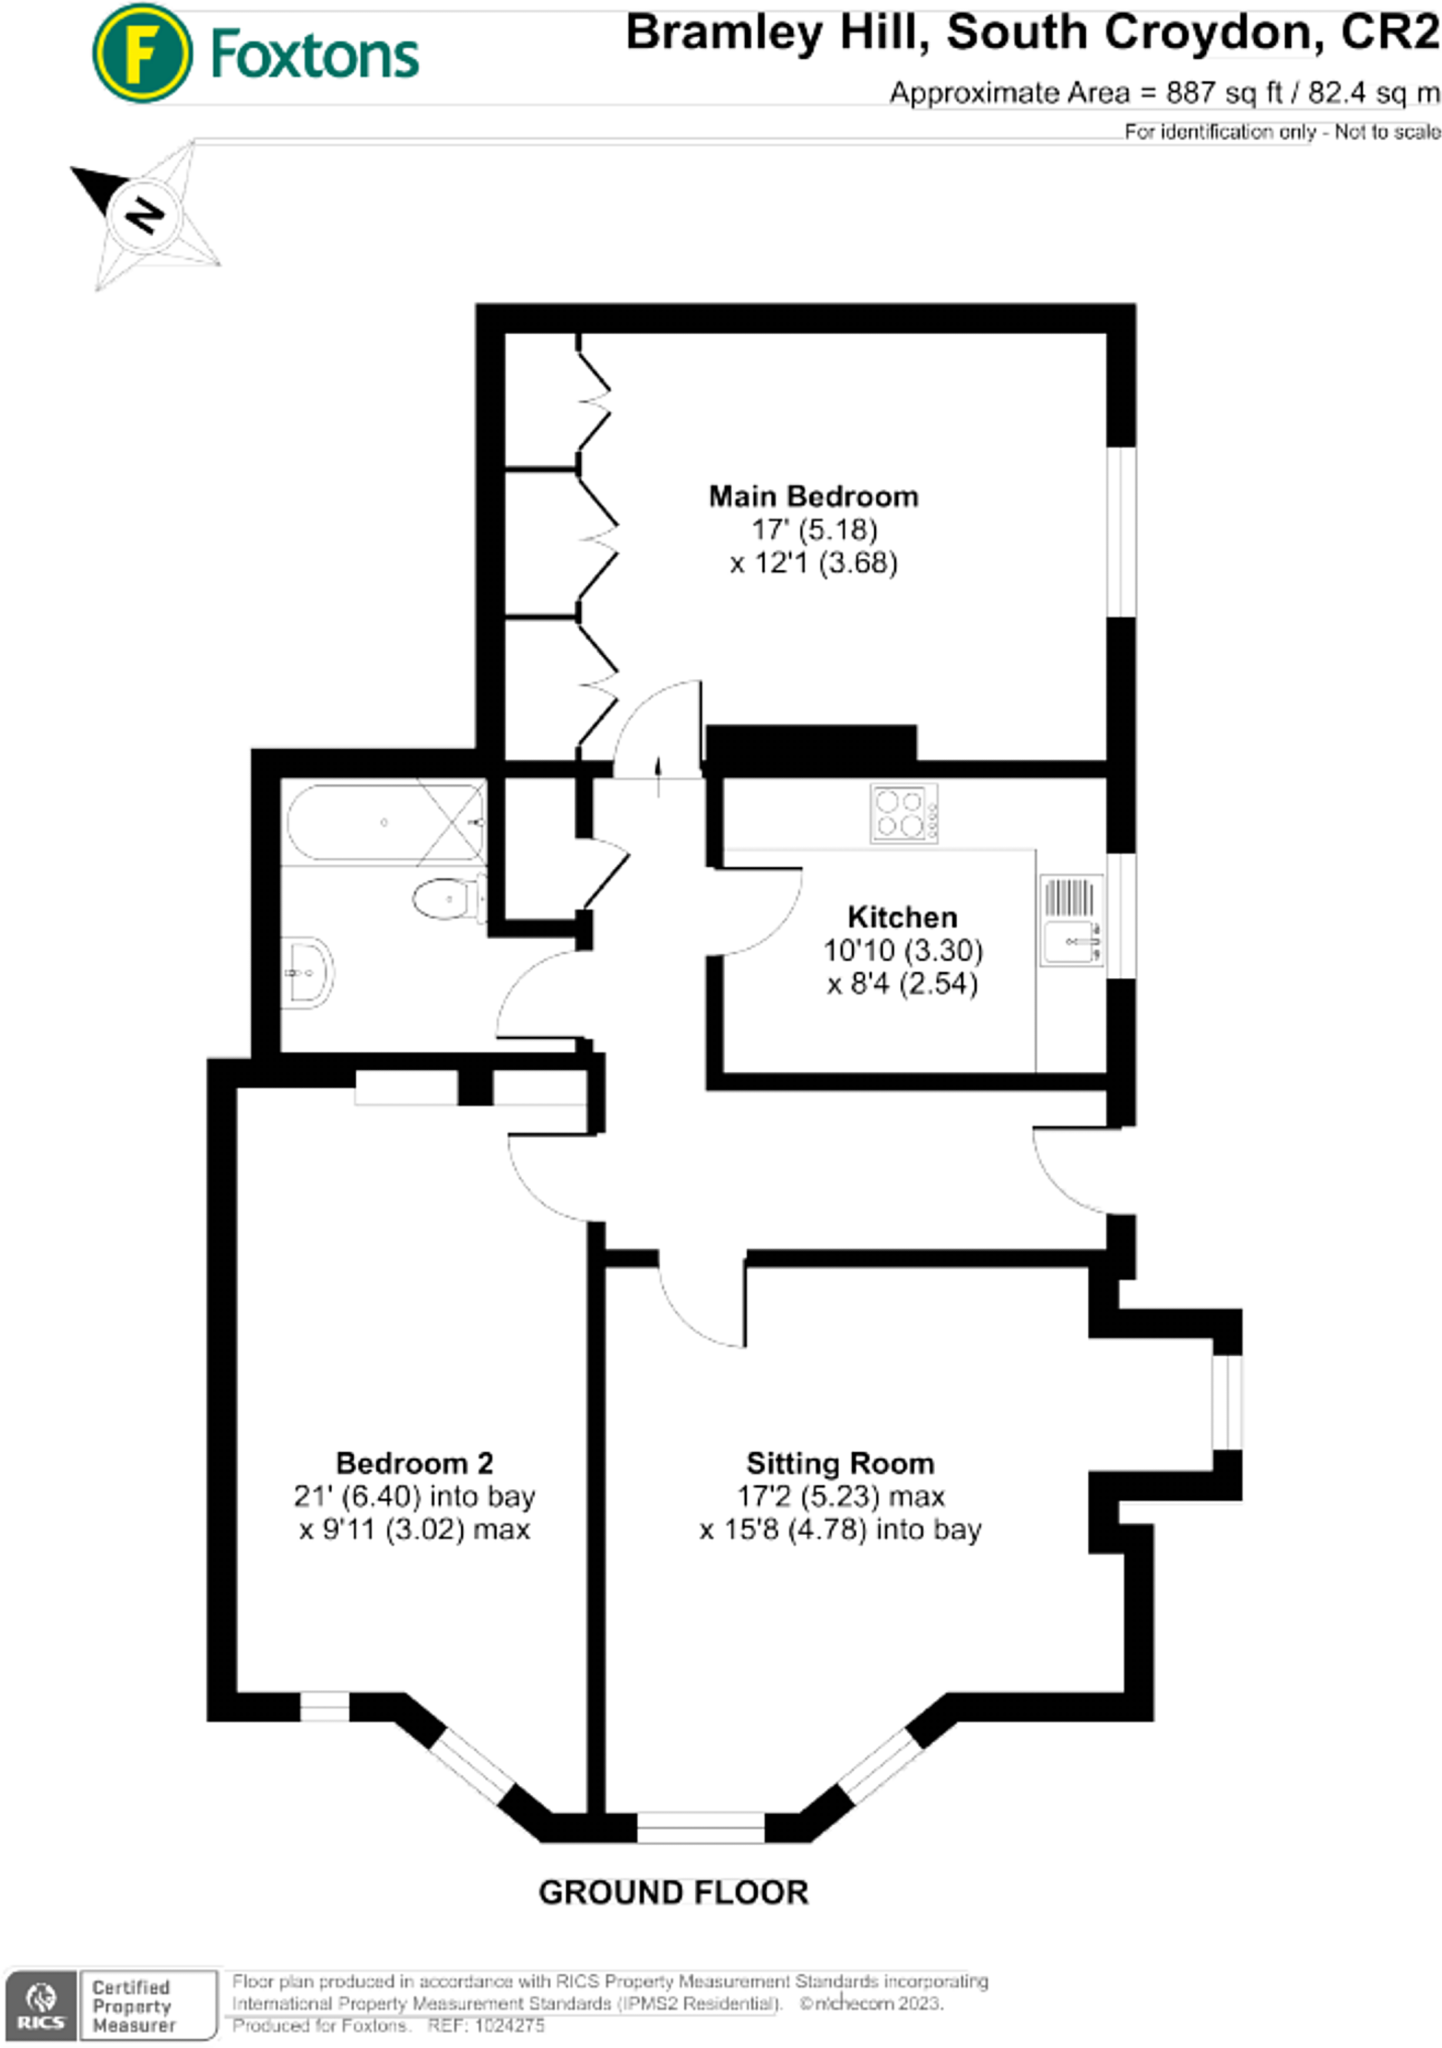 Foxtons
Bramley Hill, South Croydon, CR2
Approximate Area = 887 sq ft / 82.4 sq m
For identification only - Not to scale
N
Main Bedroom
17' (5.18)
x 12'1 (3.68)
Kitchen
10'10 (3.30)
x 8'4 (2.54)
Bedroom 2
21' (6.40) into bay
x 9'11 (3.02) max
Sitting Room
17'2 (5.23) max
x 15'8 (4.78) into bay
GROUND FLOOR
RICS
Certified
Property
Measurer
Floor plan produced in accordance with RICS Property Measurement Standards incorporating
International Property Measurement Standards (IPMS2 Residential). © nichecom 2023.
Produced for Foxtons. REF: 1024275